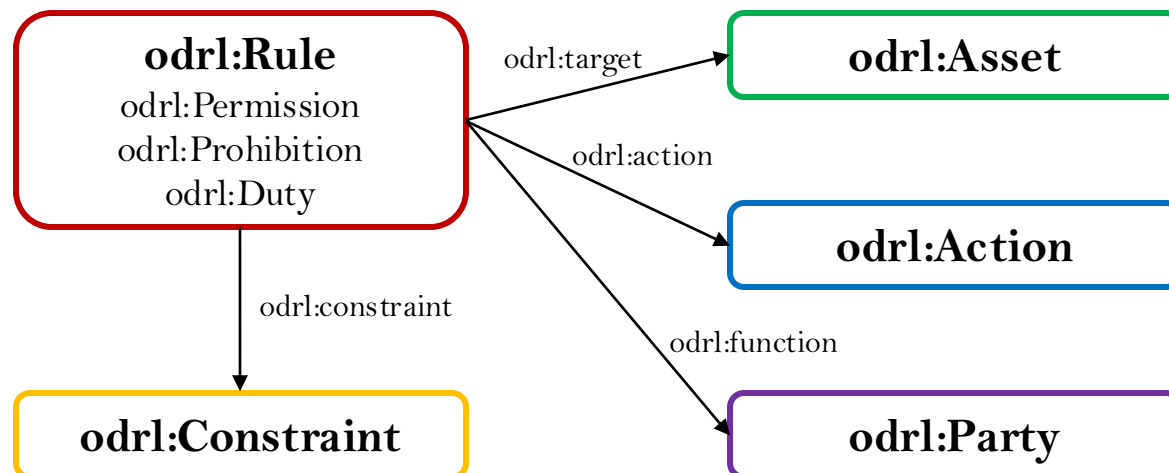 odrl:Rule
odrl:Permission
odrl:Prohibition
odrl:Duty
odrl:target
odrl:Asset
odrl:action
odrl:Action
odrl:constraint
odrl:function
odrl:Constraint
odrl:Party